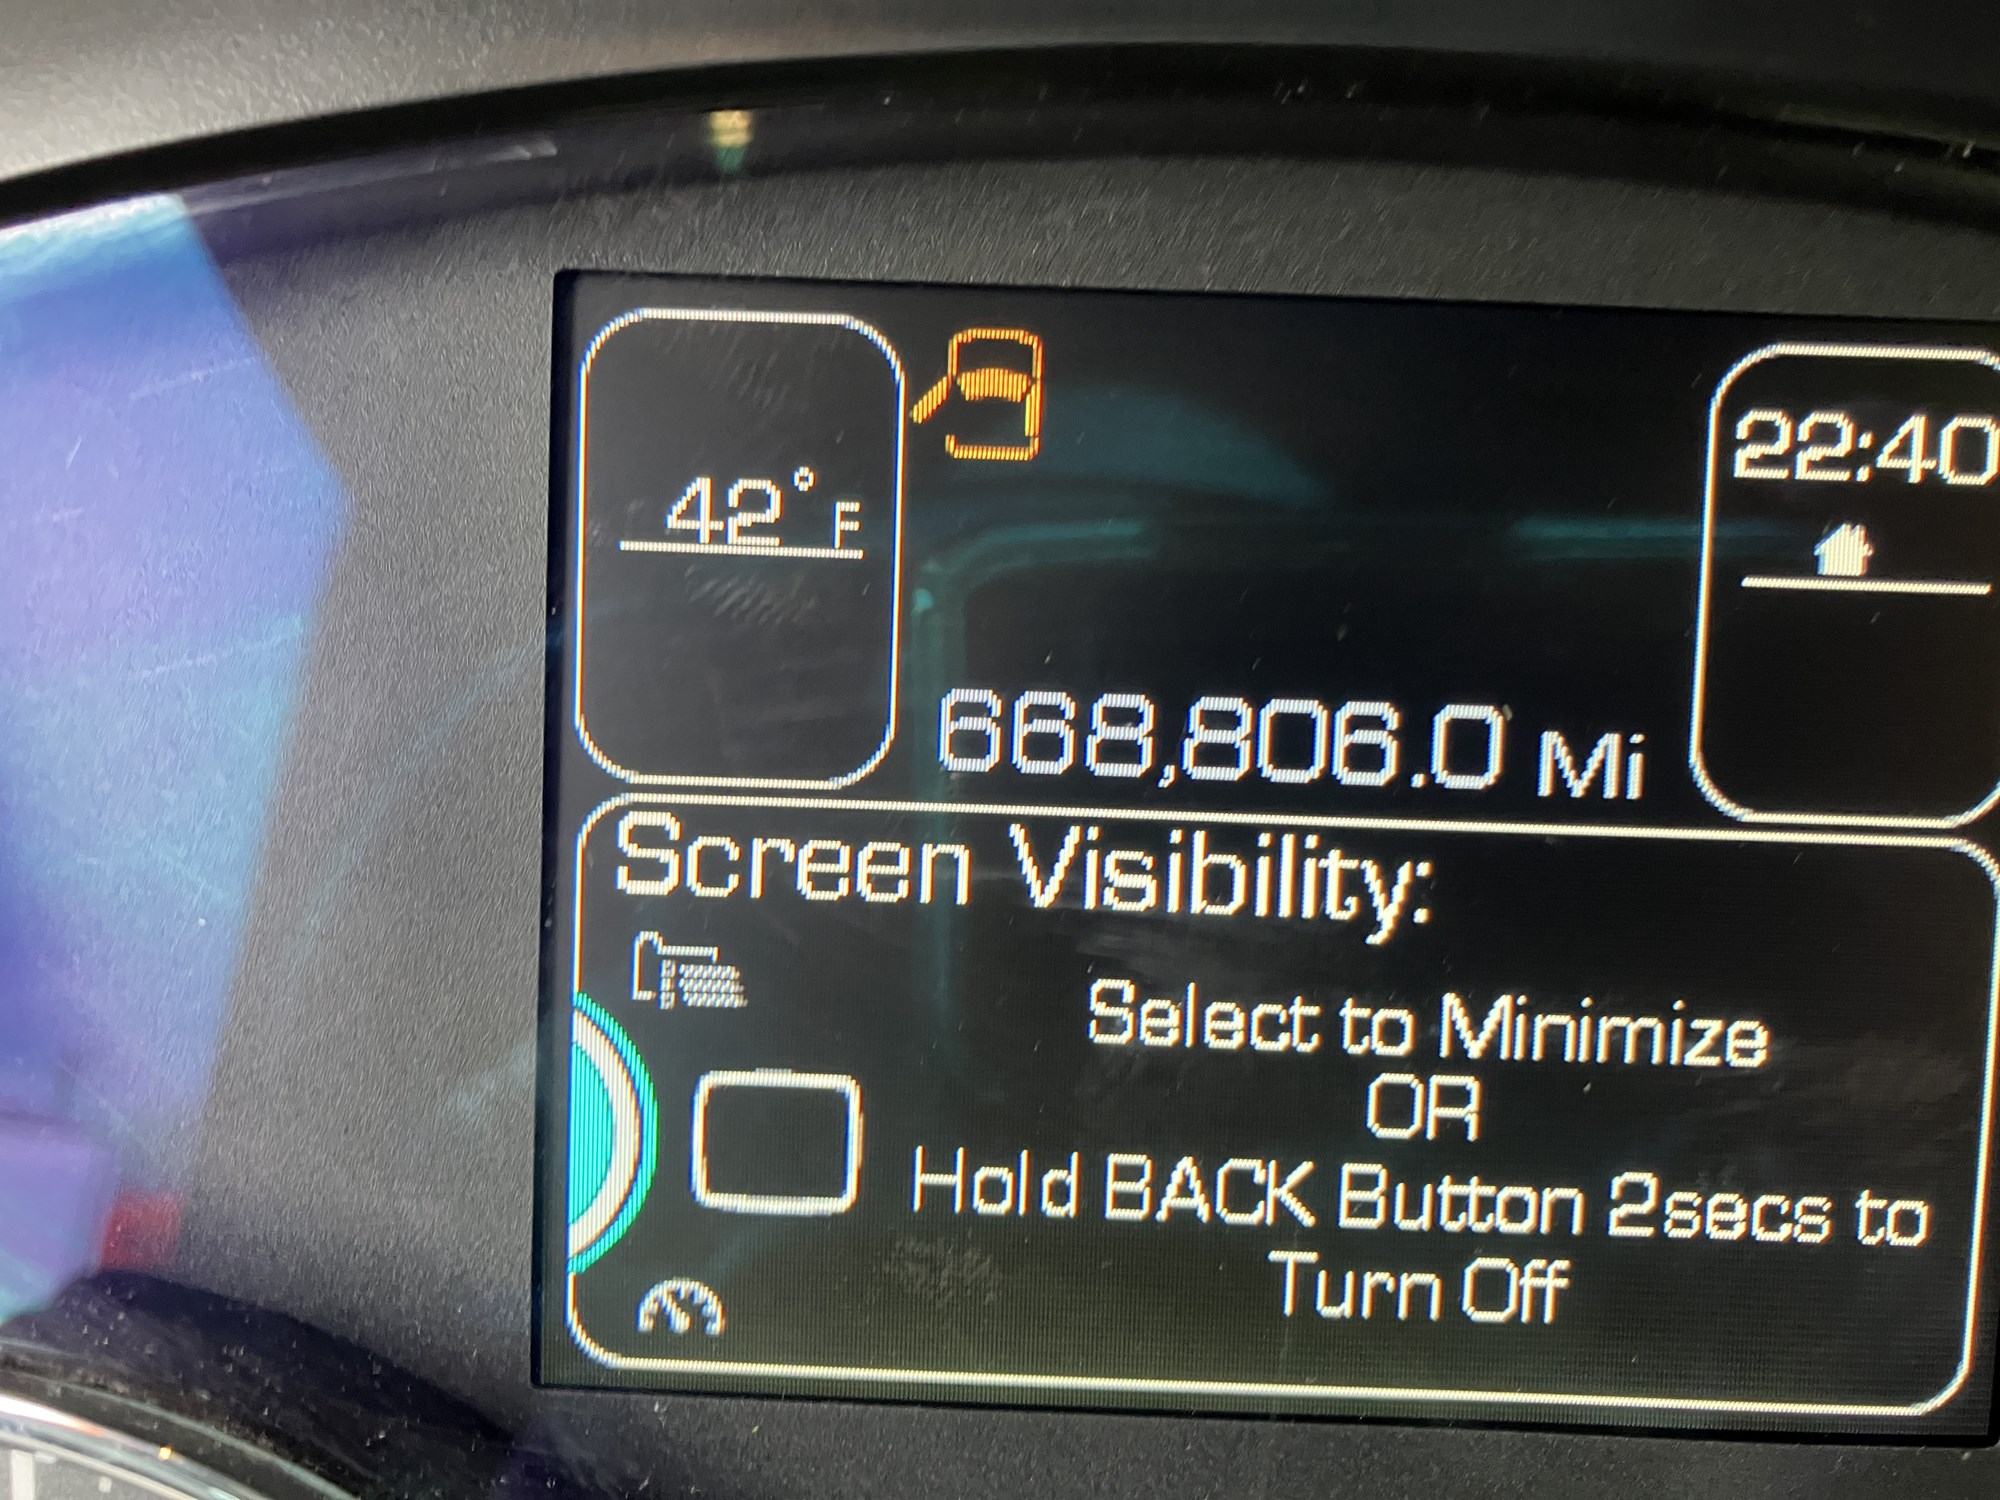 42° F
22:40
668,806.0 Mi
Screen Visibility:
Select to Minimize
OR
Hold BACK Button 2secs to
Turn Off